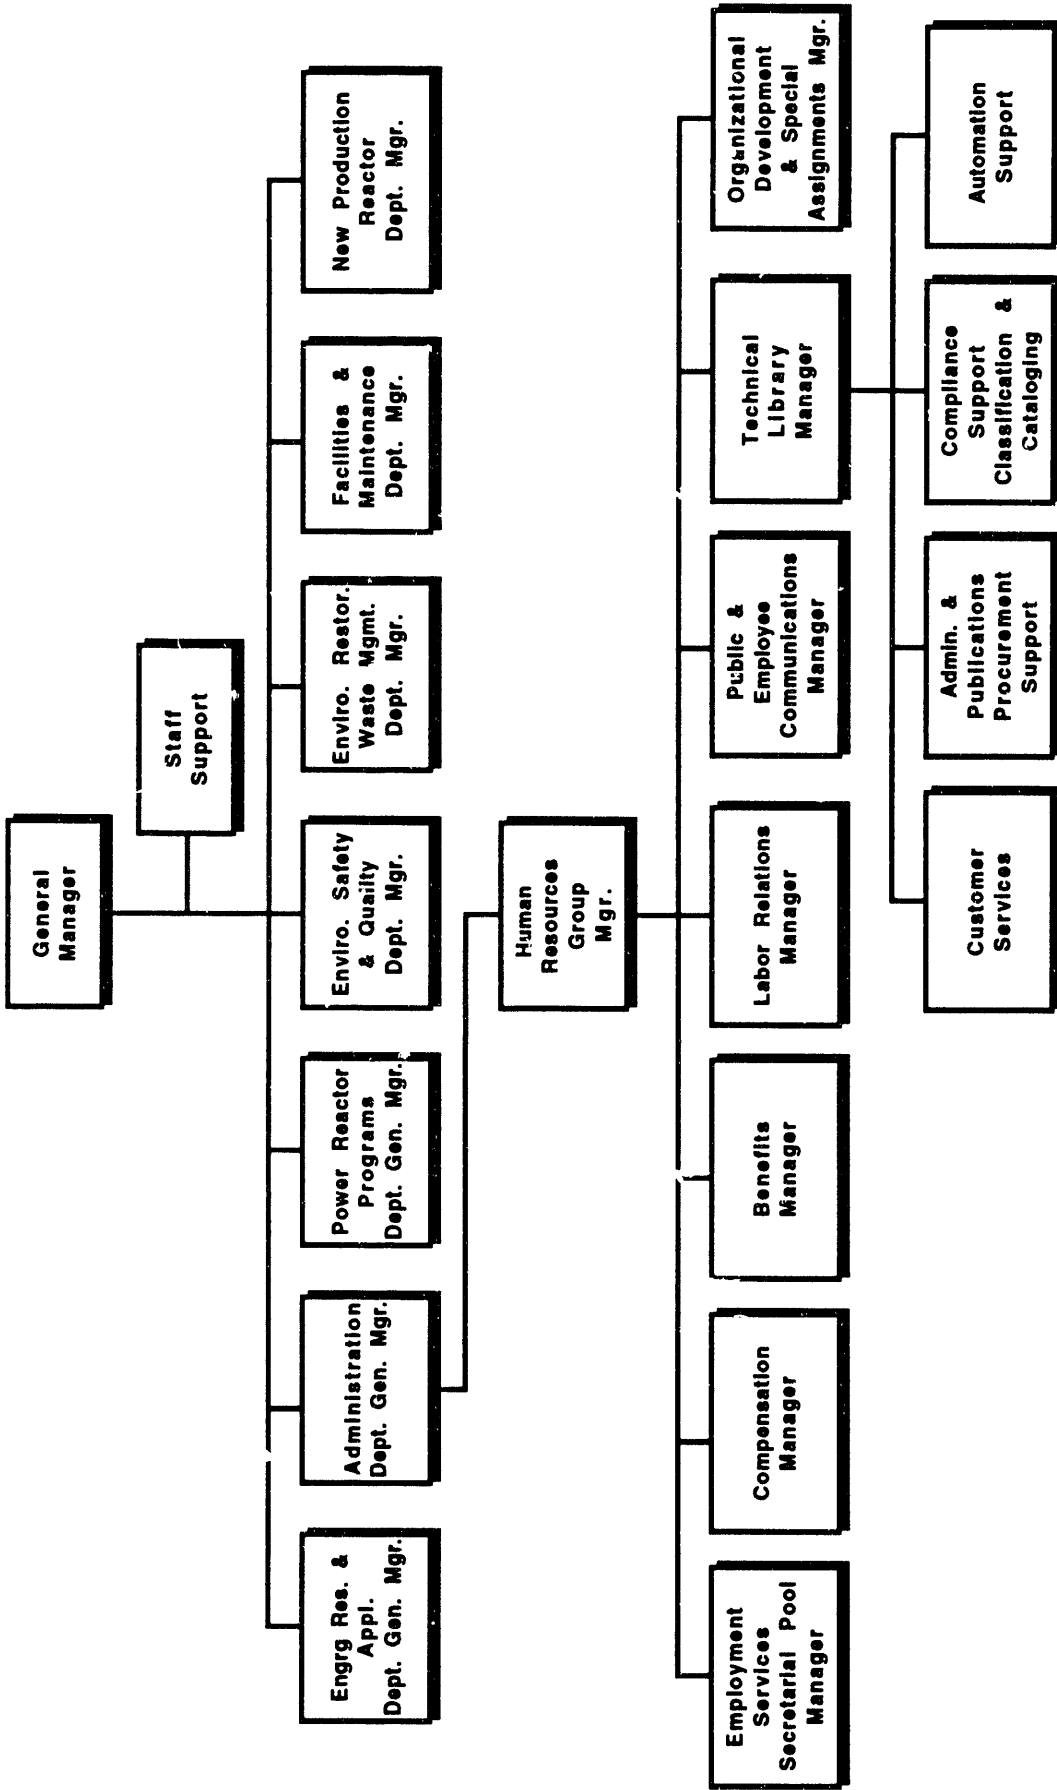 General
Manager
Staff
Support
Engrg Res. &
Appl.
Dept. Gen. Mgr.
Administration
Dept. Gen. Mgr.
Power Reactor
Programs
Dept. Gen. Mgr.
Enviro. Safety
& Quality
Dept. Mgr.
Enviro. Restor.
Waste Mgmt.
Dept. Mgr.
Facilities &
Maintenance
Dept. Mgr.
New Production
Reactor
Dept. Mgr.
Human
Resources
Group
Mgr.
Employment
Services
Secretarial Pool
Manager
Compensation
Manager
Benefits
Manager
Labor Relations
Manager
Public &
Employee
Communications
Manager
Technical
Library
Manager
Organizational
Development
& Special
Assignments Mgr.
Customer
Services
Admin. &
Publications
Procurement
Support
Compliance
Support
Classification &
Cataloging
Automation
Support